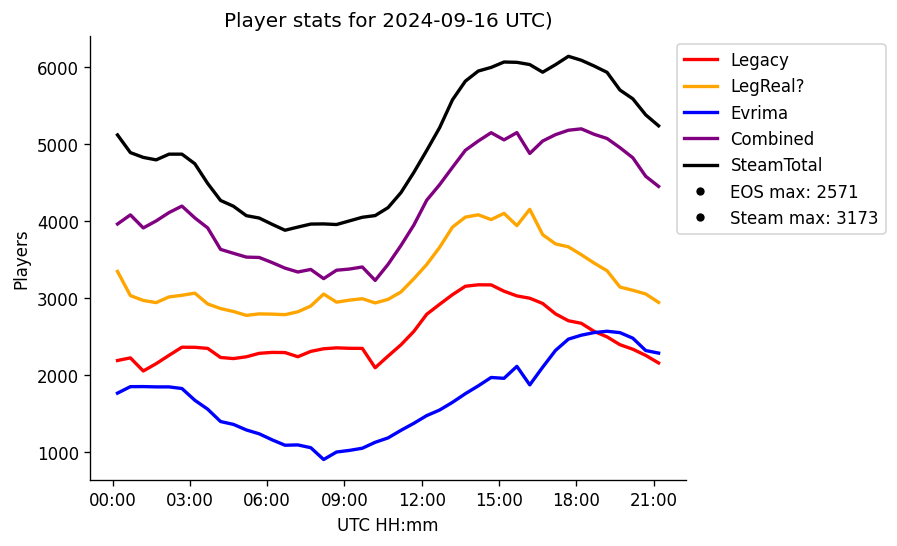 Player stats for 2024-09-16 UTC)
Players
6000
5000
4000
3000
2000
1000
00:00 03:00 06:00 09:00 12:00 15:00 18:00 21:00
UTC HH:mm
Legacy
LegReal?
Evrima
Combined
SteamTotal
EOS max: 2571
Steam max: 3173